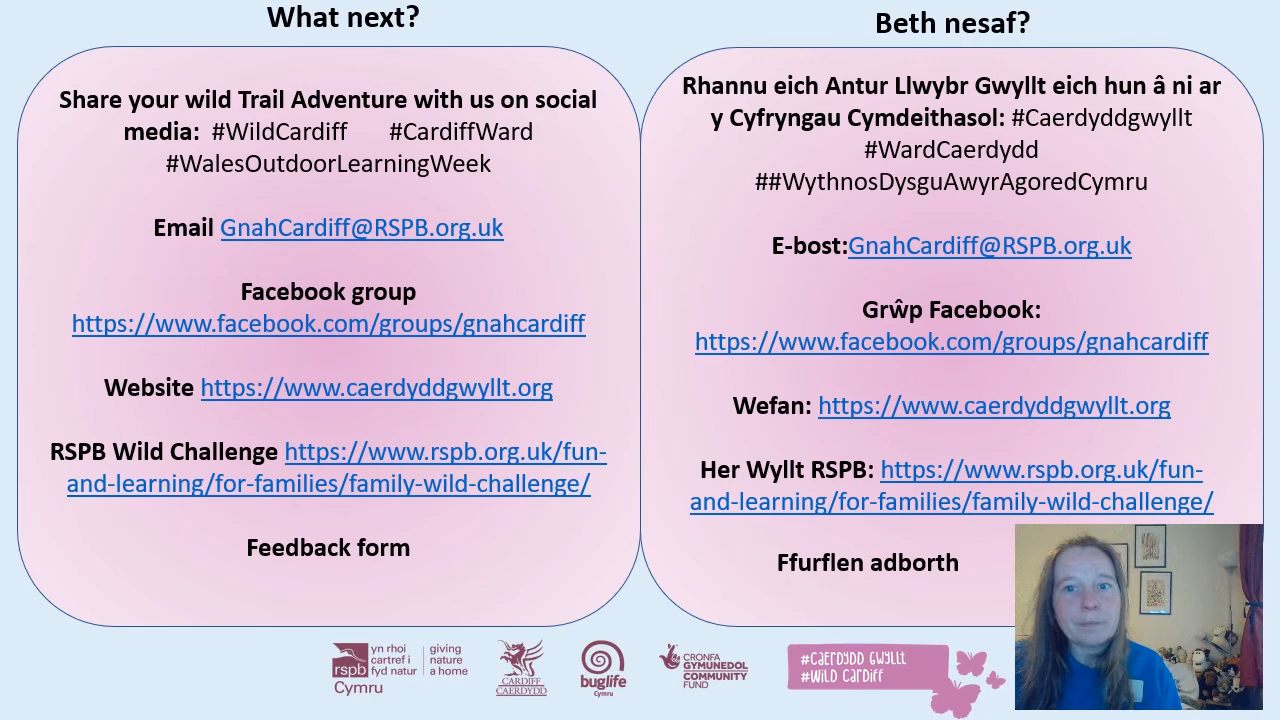 What next?
Share your wild Trail Adventure with us on social
media: #WildCardiff #CardiffWard
#WalesOutdoorLearningWeek
Email GnahCardiff@RSPB.org.uk
Facebook group
https://www.facebook.com/groups/gnahcardiff
Website https://www.caerdyddgwyllt.org
RSPB Wild Challenge https://www.rspb.org.uk/fun-
and-learning/for-families/family-wild-challenge/
Feedback form
Beth nesaf?
Rhannu eich Antur Llwybr Gwyllt eich hun â ni ar
y Cyfryngau Cymdeithasol: #Caerdyddgwyllt
#WardCaerdydd
##WythnosDysguAwyrAgoredCymru
E-bost:GnahCardiff@RSPB.org.uk
Grŵp Facebook:
https://www.facebook.com/groups/gnahcardiff
Wefan: https://www.caerdyddgwyllt.org
Her Wyllt RSPB: https://www.rspb.org.uk/fun-
and-learning/for-families/family-wild-challenge/
Ffurflen adborth
rspb
Cymru
yn rhoi
cartref i
fyd natur
giving
nature
a home
CARDIFF
CAERDYDD
buglife
Cymru
CRONFA
GYMUNEDOL
COMMUNITY
FUND
#CAERDYDD GWYLLT
#WILD CARDIFF